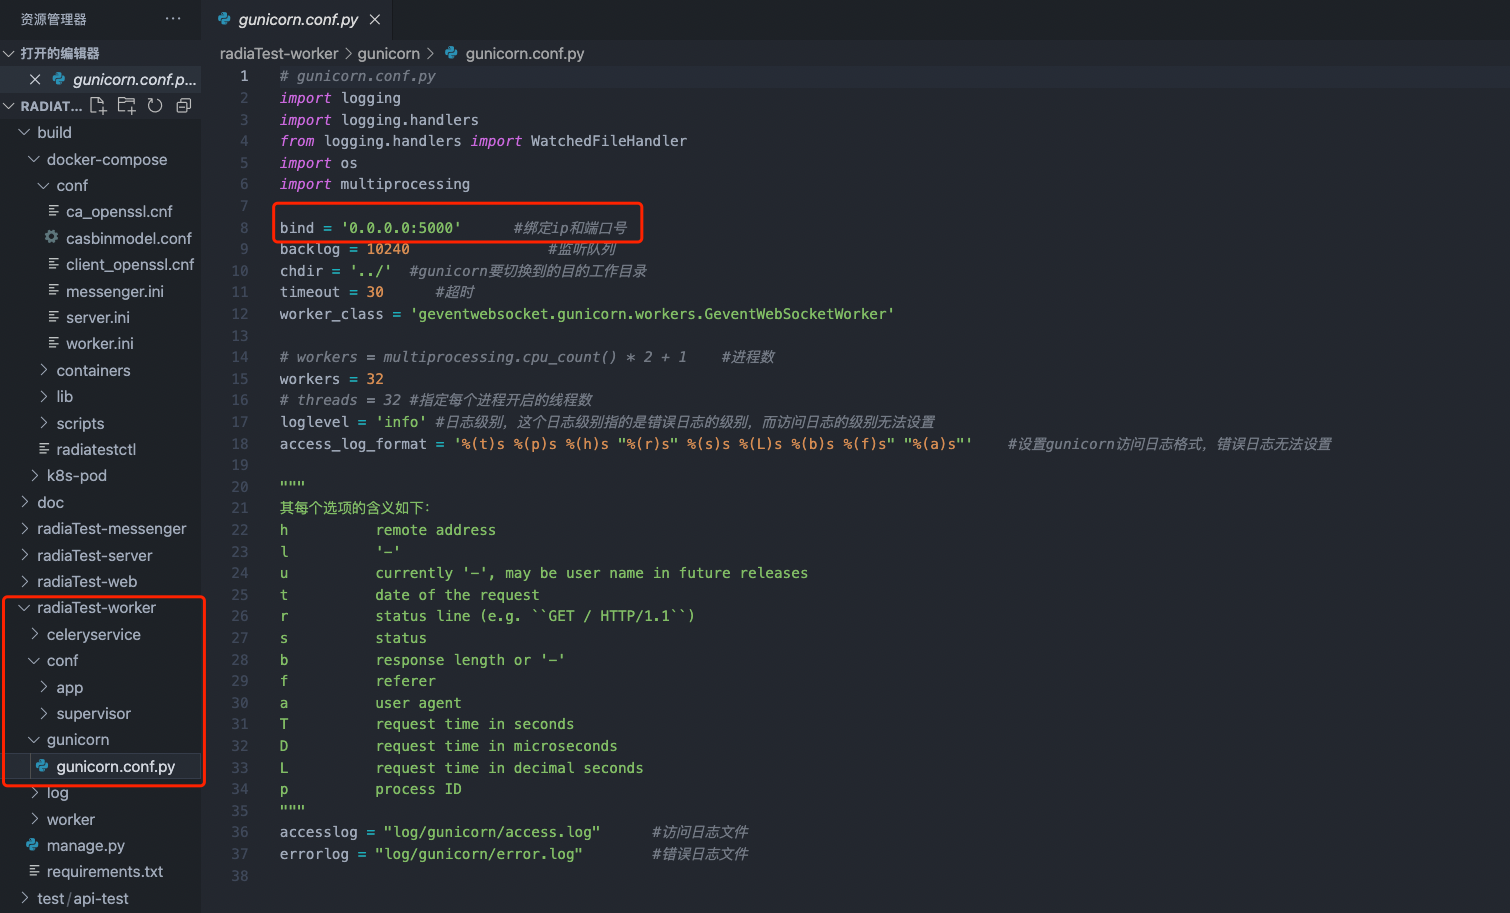 资源管理器 ···
打开的编辑器
gunicorn.conf.p...
RADIAT...
build
docker-compose
conf
ca_openssl.cnf
casbinmodel.conf
client_openssl.cnf
messenger.ini
server.ini
worker.ini
containers
lib
scripts
radiatestctl
k8s-pod
doc
radiaTest-messenger
radiaTest-server
radiaTest-web
radiaTest-worker
celeryservice
conf
app
supervisor
gunicorn
gunicorn.conf.py
log
worker
manage.py
requirements.txt
test/api-test
gunicorn.conf.py
radiaTest-worker > gunicorn > gunicorn.conf.py
1 # gunicorn.conf.py
2 import logging
3 import logging.handlers
4 from logging.handlers import WatchedFileHandler
5 import os
6 import multiprocessing
7
8 bind = '0.0.0.0:5000' #绑定ip和端口号
9 backlog = 10240 #监听队列
10 chdir = '../' #gunicorn要切换到的目的工作目录
11 timeout = 30 #超时
12 worker_class = 'geventwebsocket.gunicorn.workers.GeventWebSocketWorker'
13
14 # workers = multiprocessing.cpu_count() * 2 + 1 #进程数
15 workers = 32
16 # threads = 32 #指定每个进程开启的线程数
17 loglevel = 'info' #日志级别，这个日志级别指的是错误日志的级别，而访问日志的级别无法设置
18 access_log_format = '%(t)s %(p)s %(h)s "%(r)s" %(s)s %(L)s %(b)s %(f)s" "%(a)s"' #设置gunicorn访问日志格式，错误日志无法设置
19
20 """
21 其每个选项的含义如下：
22 h remote address
23 l '-'
24 u currently '-', may be user name in future releases
25 t date of the request
26 r status line (e.g. ``GET / HTTP/1.1``)
27 s status
28 b response length or '-'
29 f referer
30 a user agent
31 T request time in seconds
32 D request time in microseconds
33 L request time in decimal seconds
34 p process ID
35 """
36 accesslog = "log/gunicorn/access.log" #访问日志文件
37 errorlog = "log/gunicorn/error.log" #错误日志文件
38